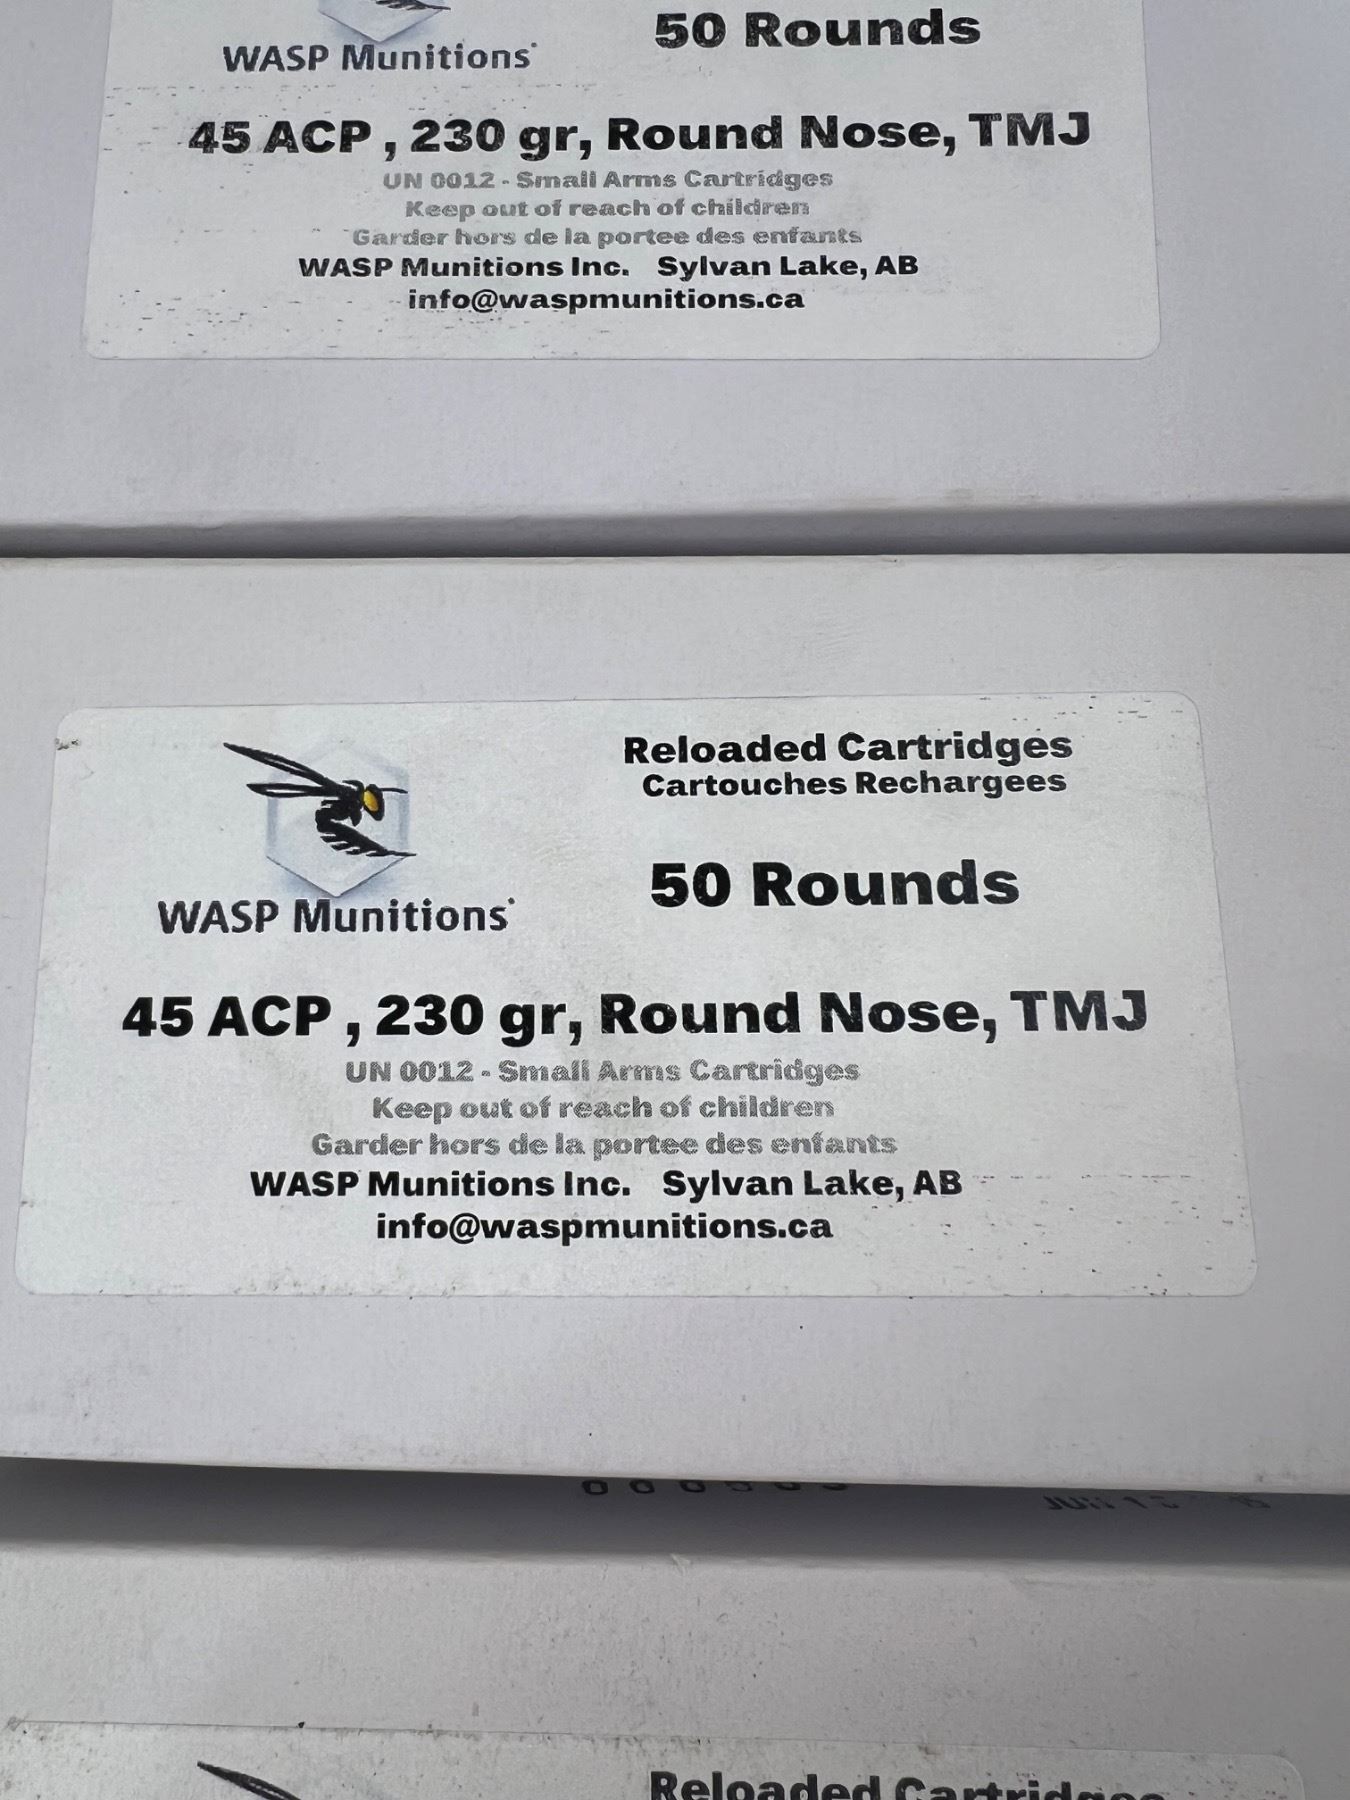 WASP Munitions
50 Rounds
45 ACP , 230 gr, Round Nose, TMJ
UN 0012 - Small Arms Cartridges
Keep out of reach of children
Garder hors de la portee des enfants
WASP Munitions Inc. Sylvan Lake, AB
info@waspmunitions.ca
Reloaded Cartridges
Cartouches Rechargees
50 Rounds
WASP Munitions
45 ACP , 230 gr, Round Nose, TMJ
UN 0012 - Small Arms Cartridges
Keep out of reach of children
Garder hors de la portee des enfants
WASP Munitions Inc. Sylvan Lake, AB
info@waspmunitions.ca
Reloaded Cartridges